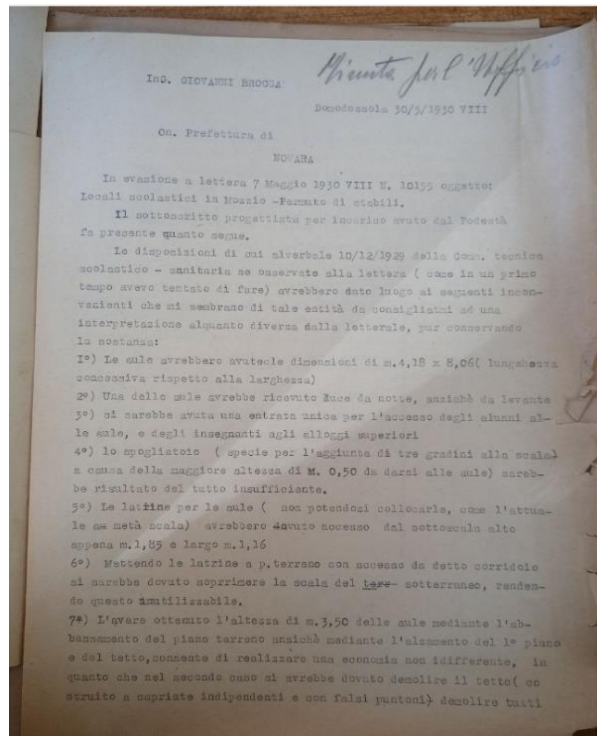 Minuta per l'Ufficio
Ing. GIOVANNI BROCCA
Domodossola 30/5/1930 VIII
On. Prefettura di
NOVARA
In evasione a lettera 7 Maggio 1930 VIII N. 10155 oggetto:
Locali scolastici in Mozzio -Permuta di stabili.
Il sottoscritto progettista per incarico avuto dal Podestà
fa presente quanto segue.
Le disposizioni di cui alverbale 10/12/1929 della Com. tecnica
scolastico - sanitaria se osservate alla lettera ( come in un primo
tempo avevo tentato di fare) avrebbero dato luogo ai seguenti incon-
venienti che mi sembrano di tale entità da consigliarmi ad una
interpretazione alquanto diversa dalla letterale, pur conservando
la sostanza:
I°) Le aule avrebbero avutecle dimensioni di m.4,18 x 8,06( lunghezza
eccessiva rispetto alla larghezza)
2°) Una delle aule avrebbe ricevuto luce da notte, anzichè da levante
3°) si sarebbe avuta una entrata unica per l'accesso degli alunni al-
le aule, e degli insegnanti agli alloggi superiori
4°) lo spogliatoio ( specie per l'aggiunta di tre gradini alla scala)
a causa della maggiore altezza di M. 0,50 da darsi alle aule) sareb-
be risultato del tutto insufficiente.
5°) Le latrine per le aule ( non potendosi collocarle, come l'attua-
le a metà scala) avrebbero avuto accesso dal sottoscala alto
appena m.1,85 e largo m.1,16
6°) Mettendo le latrine a p.terreno con accesso da detto corridoio
si sarebbe dovuto sopprimere la scala del terr- sotterraneo, renden-
do questo inutilizzabile.
7°) L'avere ottenuto l'altezza di m.3,50 delle aule mediante l'ab-
bassamento del piano terreno anzichè mediante l'alzamento del 1° piano
e del tetto,consente di realizzare una economia non idifferente, in
quanto che nel secondo caso si avrebbe dovuto demolire il tetto( co
struito a capriate indipendenti e con falsi puntoni) demolire tutti